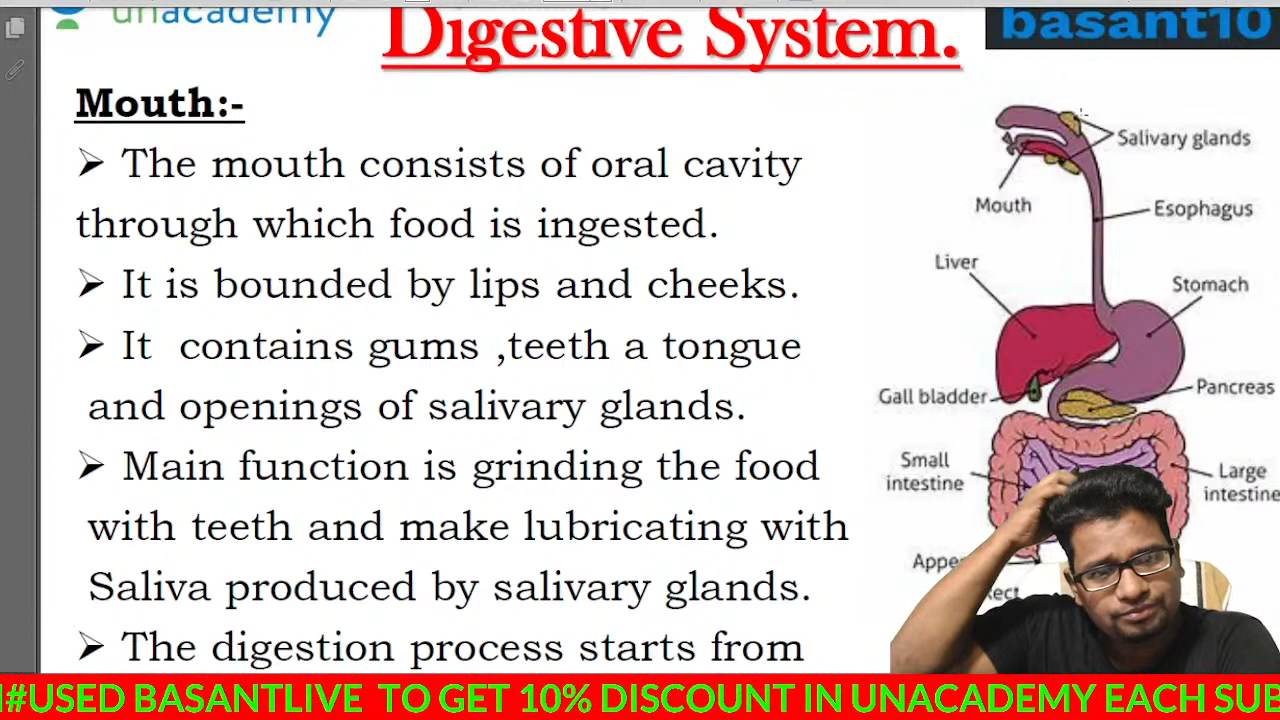 unacademy
Digestive System.
basant10
Mouth:-
➢ The mouth consists of oral cavity
through which food is ingested.
➢ It is bounded by lips and cheeks.
➢ It contains gums ,teeth a tongue
and openings of salivary glands.
➢ Main function is grinding the food
with teeth and make lubricating with
Saliva produced by salivary glands.
➢ The digestion process starts from
Salivary glands
Mouth
Esophagus
Liver
Stomach
Gall bladder
Pancreas
Small
intestine
Large
intestine
Appe
ect
#USED BASANTLIVE TO GET 10% DISCOUNT IN UNACADEMY EACH SUB